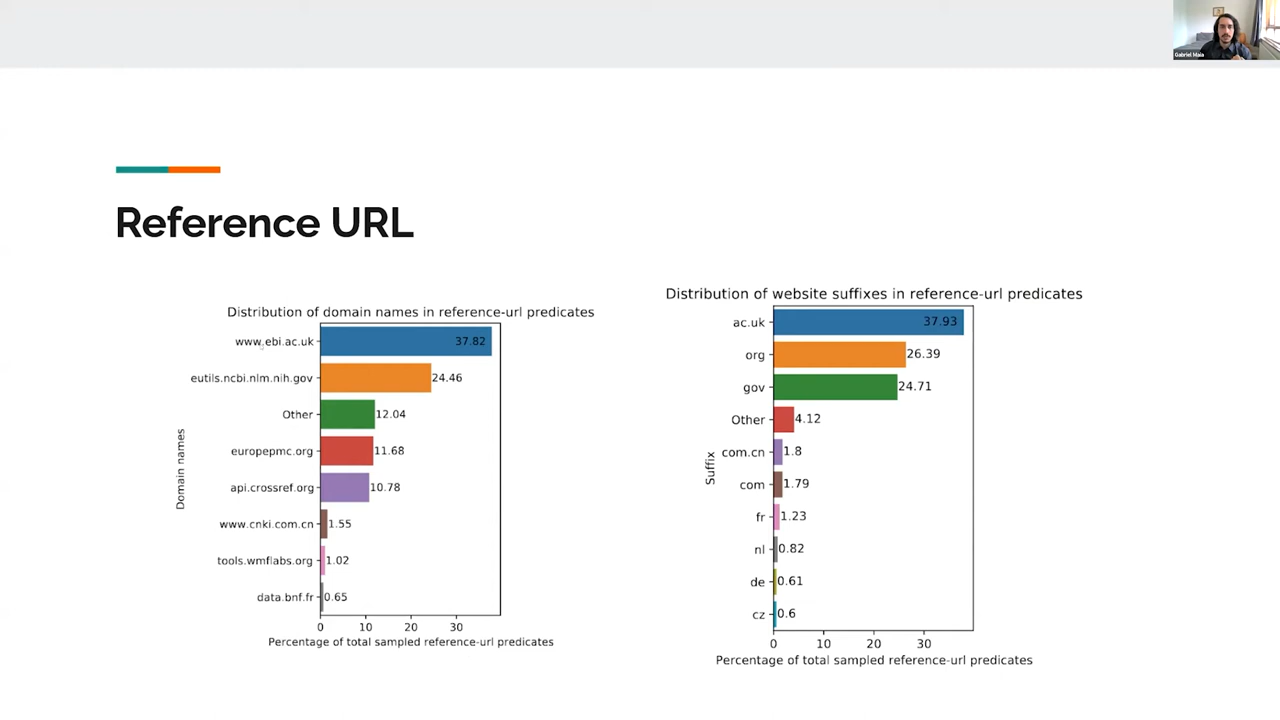 Gabriel Maia
Reference URL
Distribution of domain names in reference-url predicates
Domain names
www.ebi.ac.uk 37.82
eutils.ncbi.nlm.nih.gov 24.46
Other 12.04
europepmc.org 11.68
api.crossref.org 10.78
www.cnki.com.cn 1.55
tools.wmflabs.org 1.02
data.bnf.fr 0.65
0 10 20 30
Percentage of total sampled reference-url predicates
Distribution of website suffixes in reference-url predicates
Suffix
ac.uk 37.93
org 26.39
gov 24.71
Other 4.12
com.cn 1.8
com 1.79
fr 1.23
nl 0.82
de 0.61
cz 0.6
0 10 20 30
Percentage of total sampled reference-url predicates